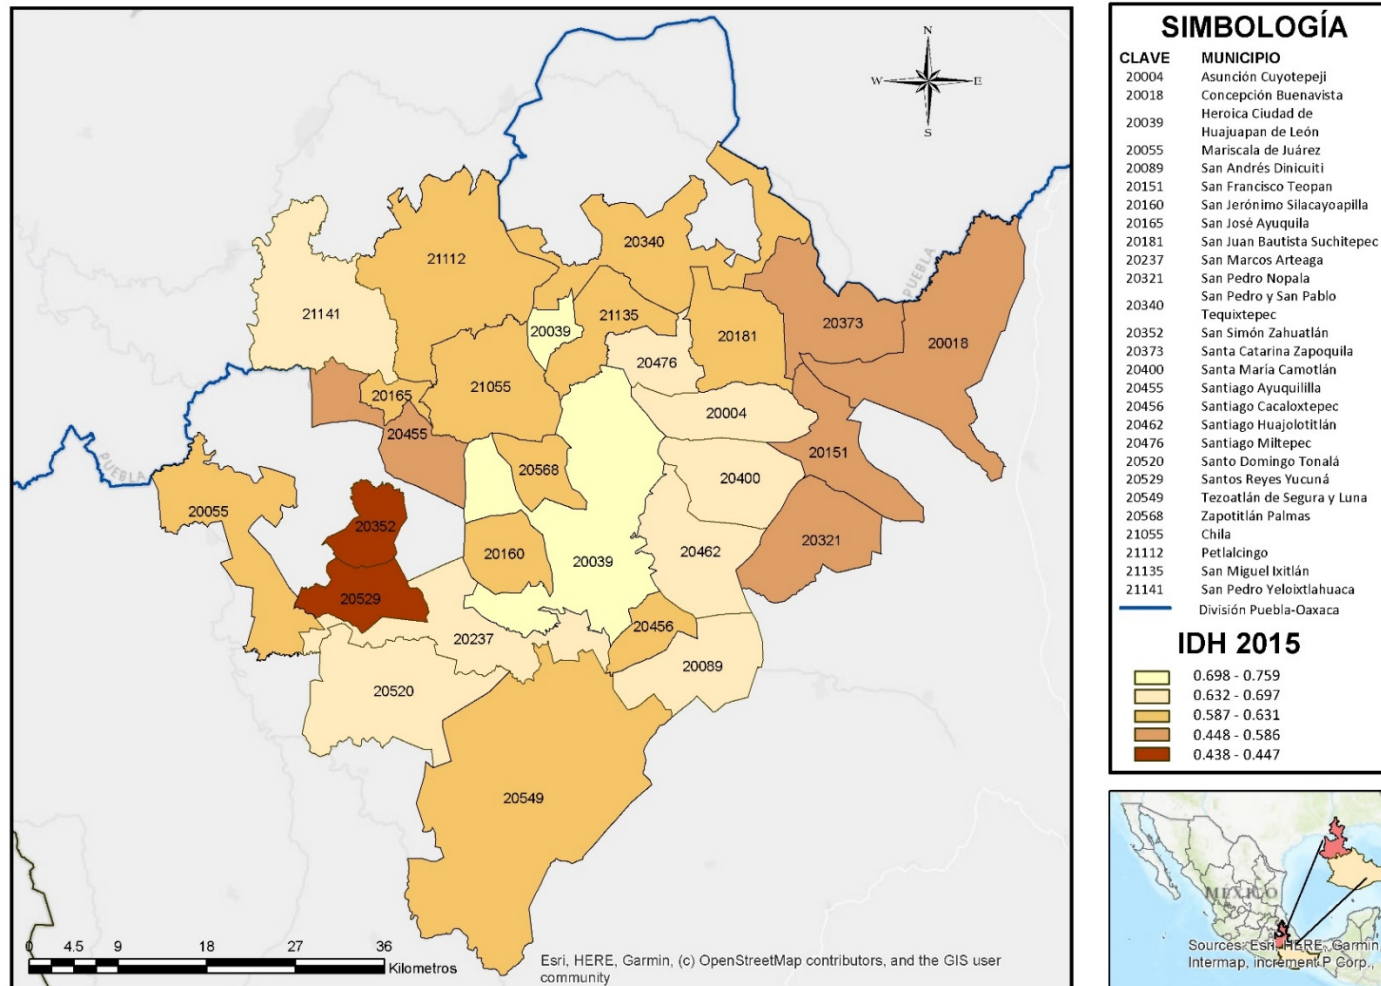 N
W
E
S
PUEBLA
PUEBLA
20340
21112
21141
20039
21135
20373
20181
20018
20476
21055
20165
20004
20455
20151
20568
20400
20055
20352
20160
20462
20321
20039
20529
20456
20237
20089
20520
20549
0 4.5 9 18 27 36
Kilometros
Esri, HERE, Garmin, (c) OpenStreetMap contributors, and the GIS user
community
SIMBOLOGÍA
CLAVE MUNICIPIO
20004 Asunción Cuyotepeji
20018 Concepción Buenavista
20039 Heroica Ciudad de
Huajuapan de León
20055 Mariscala de Juárez
20089 San Andrés Dinicuiti
20151 San Francisco Teopan
20160 San Jerónimo Silacayoapilla
20165 San José Ayuquila
20181 San Juan Bautista Suchitepec
20237 San Marcos Arteaga
20321 San Pedro Nopala
20340 San Pedro y San Pablo
Tequixtepec
20352 San Simón Zahuatlán
20373 Santa Catarina Zapoquila
20400 Santa María Camotlán
20455 Santiago Ayuquililla
20456 Santiago Cacaloxtepec
20462 Santiago Huajolotitlán
20476 Santiago Miltepec
20520 Santo Domingo Tonalá
20529 Santos Reyes Yucuná
20549 Tezoatlán de Segura y Luna
20568 Zapotitlán Palmas
21055 Chila
21112 Petlalcingo
21135 San Miguel Ixitlán
21141 San Pedro Yeloixtlahuaca
División Puebla-Oaxaca
IDH 2015
0.698 - 0.759
0.632 - 0.697
0.587 - 0.631
0.448 - 0.586
0.438 - 0.447
MÉXICO
Sources: Esri, HERE, Garmin,
Intermap, increment P Corp.,